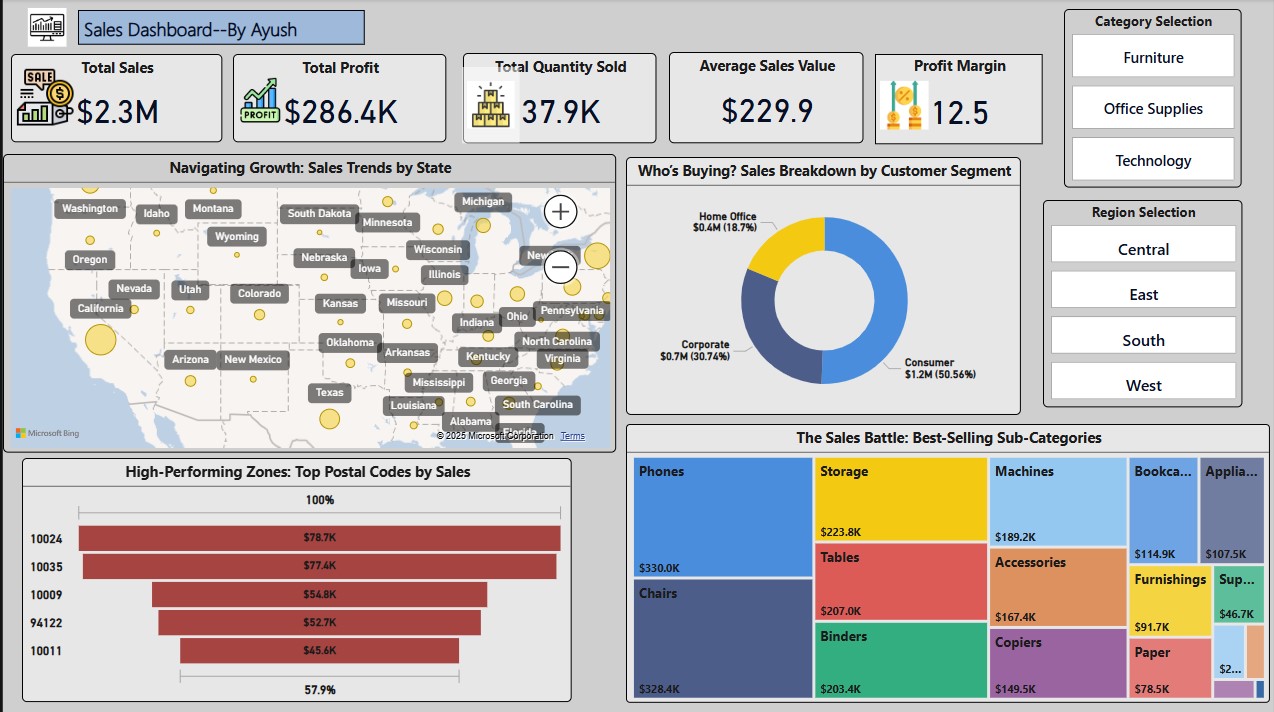 Sales Dashboard--By Ayush
Total Sales
SALE
$2.3M
Total Profit
PROFIT
$286.4K
Total Quantity Sold
37.9K
Average Sales Value
$229.9
Profit Margin
12.5
Category Selection
Furniture
Office Supplies
Technology
Region Selection
Central
East
South
West
Navigating Growth: Sales Trends by State
Washington
Idaho
Montana
South Dakota
Minnesota
Michigan
Wyoming
Oregon
Nebraska
Iowa
Wisconsin
New
Illinois
Nevada
Utah
Colorado
California
Kansas
Missouri
Indiana
Ohio
Pennsylvania
Arizona
New Mexico
Oklahoma
Arkansas
Kentucky
North Carolina
Virginia
Texas
Mississippi
Georgia
Louisiana
South Carolina
Alabama
Florida
Microsoft Bing
© 2025 Microsoft Corporation Terms
Who's Buying? Sales Breakdown by Customer Segment
Home Office
$0.4M (18.7%)
Corporate
$0.7M (30.74%)
Consumer
$1.2M (50.56%)
High-Performing Zones: Top Postal Codes by Sales
100%
10024 $78.7K
10035 $77.4K
10009 $54.8K
94122 $52.7K
10011 $45.6K
57.9%
The Sales Battle: Best-Selling Sub-Categories
Phones
$330.0K
Chairs
$328.4K
Storage
$223.8K
Tables
$207.0K
Binders
$203.4K
Machines
$189.2K
Accessories
$167.4K
Copiers
$149.5K
Bookca...
$114.9K
Applia...
$107.5K
Furnishings
$91.7K
Paper
$78.5K
Sup...
$46.7K
$2...